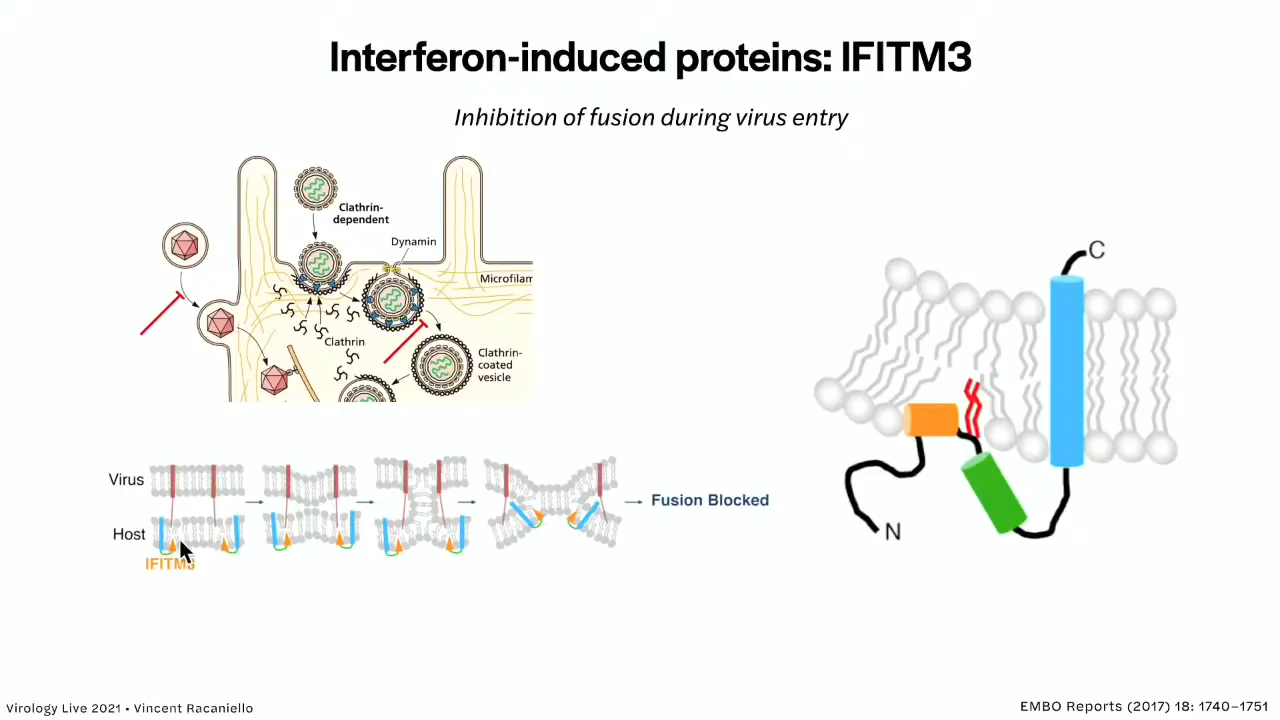 Interferon-induced proteins: IFITM3
Inhibition of fusion during virus entry
Clathrin-
dependent
Dynamin
Microfilam
Clathrin
Clathrin-
coated
vesicle
C
N
Virus
Host
IFITM3
Fusion Blocked
Virology Live 2021 • Vincent Racaniello
EMBO Reports (2017) 18: 1740–1751